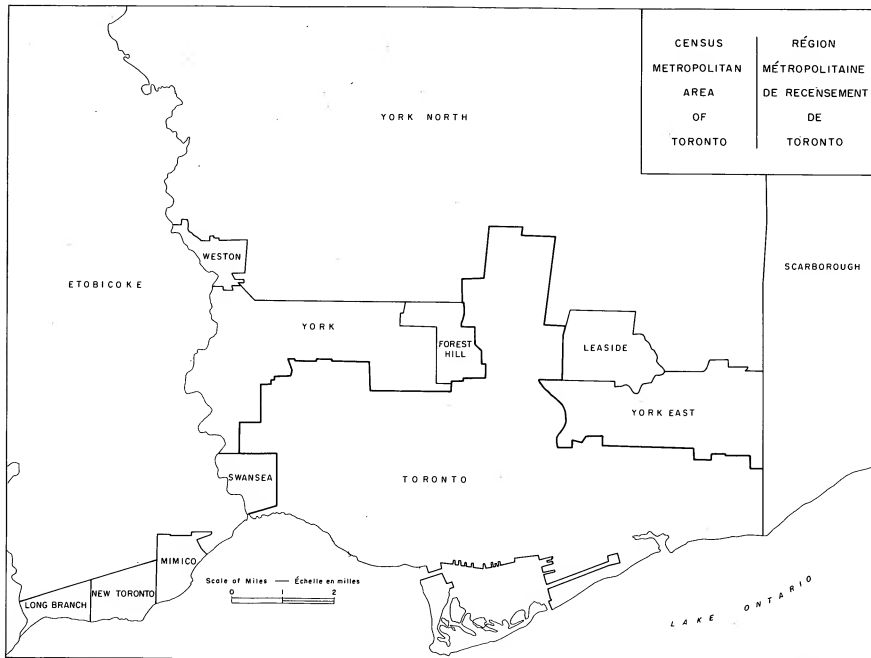 CENSUS
METROPOLITAN
AREA
OF
TORONTO
RÉGION
MÉTROPOLITAINE
DE RECENSEMENT
DE
TORONTO
YORK NORTH
WESTON
ETOBICOKE
SCARBOROUGH
YORK
FOREST
HILL
LEASIDE
YORK EAST
SWANSEA
TORONTO
MIMICO
NEW TORONTO
LONG BRANCH
Scale of Miles — Échelle en milles
0 1 2
LAKE ONTARIO